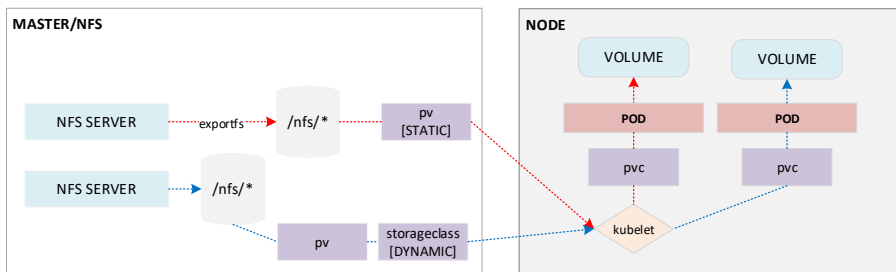 MASTER/NFS
NFS SERVER
exportfs
/nfs/*
pv
[STATIC]
NFS SERVER
/nfs/*
pv
storageclass
[DYNAMIC]
NODE
VOLUME
VOLUME
POD
POD
pvc
pvc
kubelet